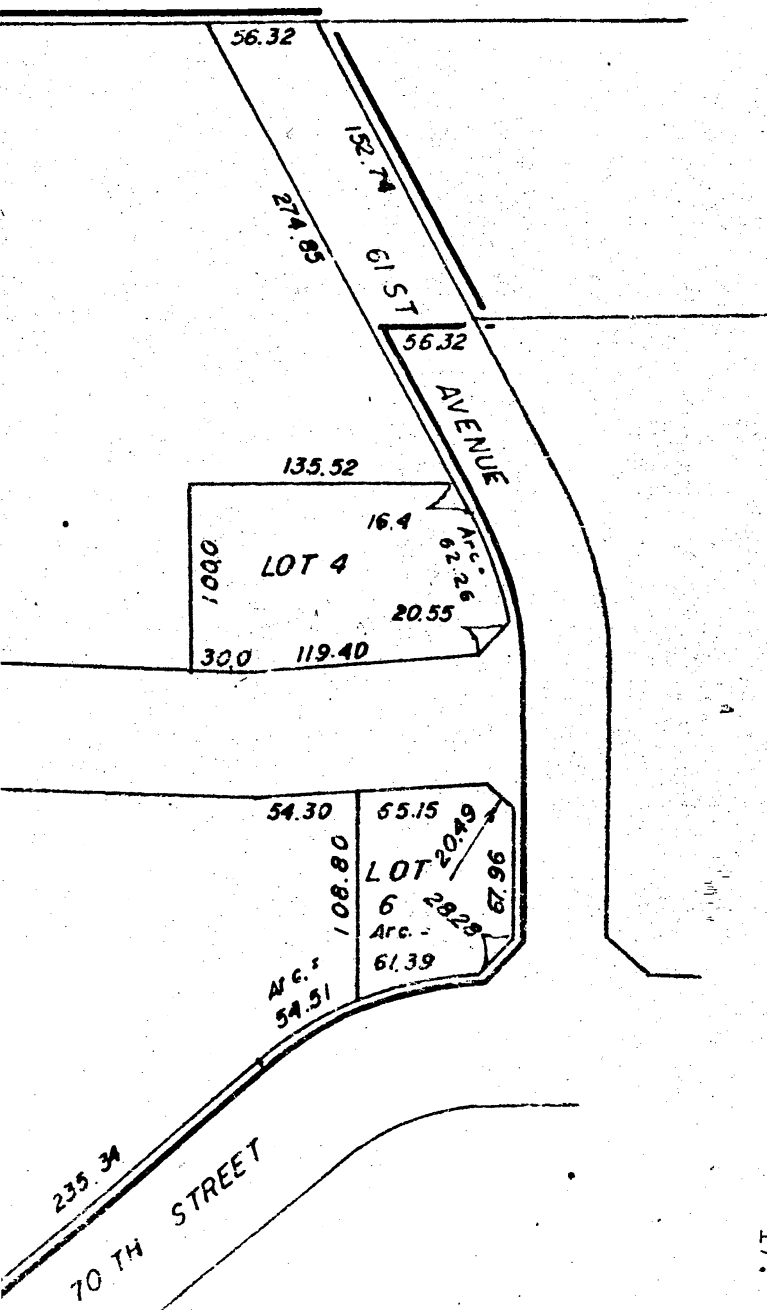 56.32
152.74
274.85
61 ST
56.32
AVENUE
135.52
16.4
Arc. =
62.26
100.0
LOT 4
20.55
30.0
119.40
54.30
65.15
20.49
108.80
LOT
6
67.96
28.28
Arc. =
61.39
Arc. =
54.51
235.34
70 TH STREET